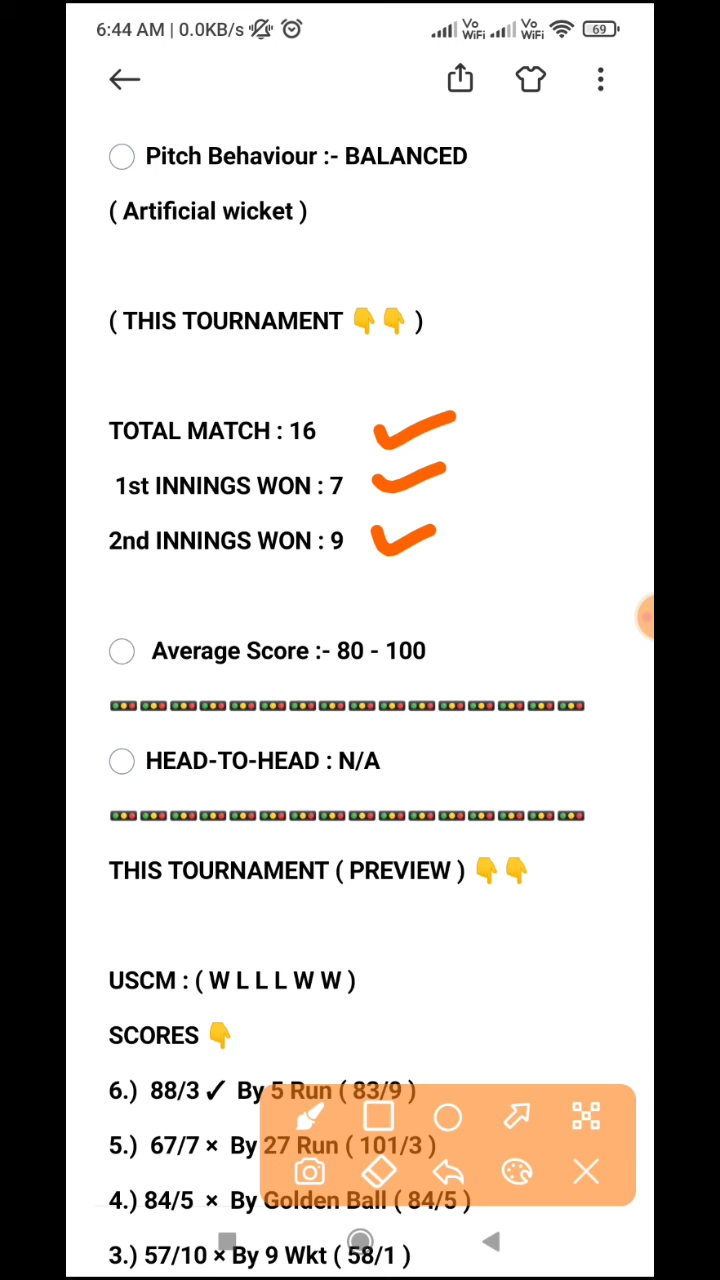 6:44 AM | 0.0KB/s Vo WiFi Vo WiFi 69
Pitch Behaviour :- BALANCED
( Artificial wicket )
( THIS TOURNAMENT 👇👇 )
TOTAL MATCH : 16
1st INNINGS WON : 7
2nd INNINGS WON : 9
Average Score :- 80 - 100
🚥🚥🚥🚥🚥🚥🚥🚥🚥🚥🚥🚥🚥🚥🚥🚥
HEAD-TO-HEAD : N/A
🚥🚥🚥🚥🚥🚥🚥🚥🚥🚥🚥🚥🚥🚥🚥🚥
THIS TOURNAMENT ( PREVIEW ) 👇👇
USCM : ( W L L L W W )
SCORES 👇
6.) 88/3 ✓ By 5 Run ( 83/9 )
5.) 67/7 × By 27 Run ( 101/3 )
4.) 84/5 × By Golden Ball ( 84/5 )
3.) 57/10 × By 9 Wkt ( 58/1 )